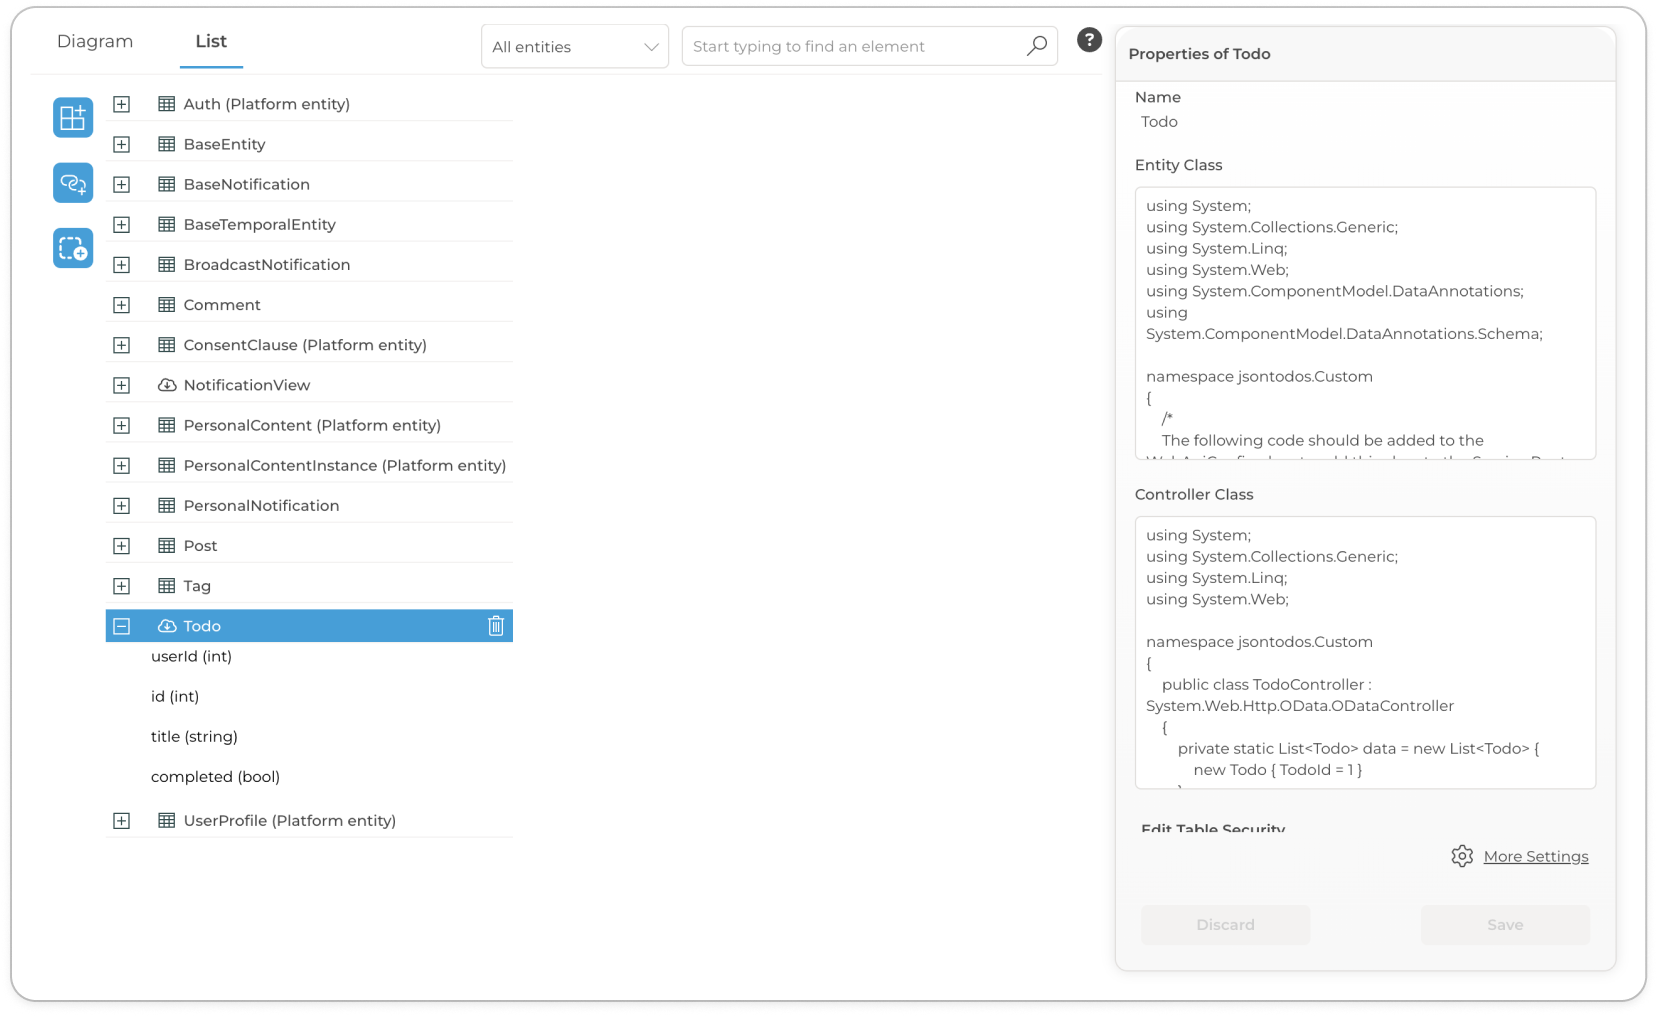 Diagram
List
All entities
Start typing to find an element
?
Auth (Platform entity)
BaseEntity
BaseNotification
BaseTemporalEntity
BroadcastNotification
Comment
ConsentClause (Platform entity)
NotificationView
PersonalContent (Platform entity)
PersonalContentInstance (Platform entity)
PersonalNotification
Post
Tag
Todo
userId (int)
id (int)
title (string)
completed (bool)
UserProfile (Platform entity)
Properties of Todo
Name
Todo
Entity Class
using System;
using System.Collections.Generic;
using System.Linq;
using System.Web;
using System.ComponentModel.DataAnnotations;
using
System.ComponentModel.DataAnnotations.Schema;
namespace jsontodos.Custom
{
/*
The following code should be added to the
Controller Class
using System;
using System.Collections.Generic;
using System.Linq;
using System.Web;
namespace jsontodos.Custom
{
public class TodoController :
System.Web.Http.OData.ODataController
{
private static List<Todo> data = new List<Todo> {
new Todo { TodoId = 1 }
Edit Table Security
More Settings
Discard
Save